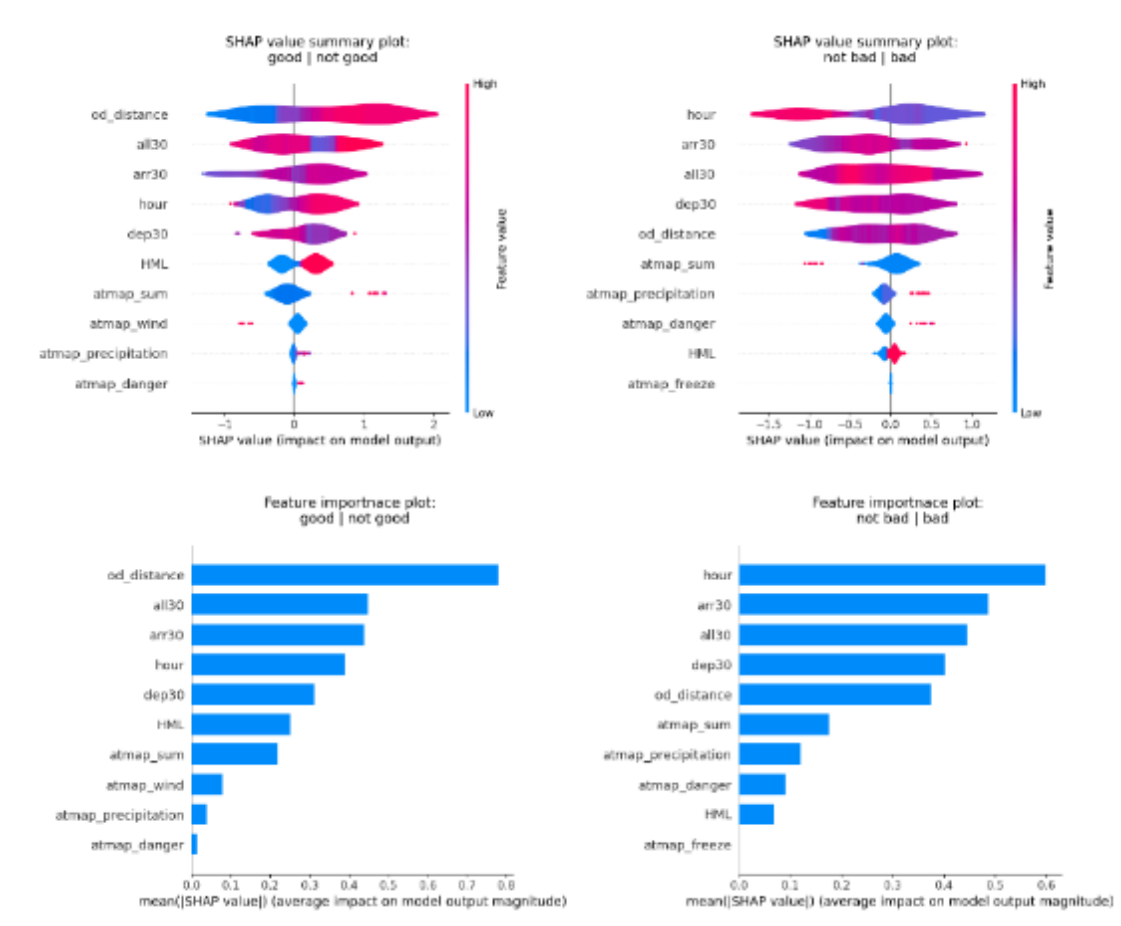 SHAP value summary plot:
good | not good
High
od_distance
all30
arr30
hour
dep30
HML
atmap_sum
atmap_wind
atmap_precipitation
atmap_danger
Feature value
Low
−1
0
1
2
SHAP value (impact on model output)
SHAP value summary plot:
not bad | bad
High
hour
arr30
all30
dep30
od_distance
atmap_sum
atmap_precipitation
atmap_danger
HML
atmap_freeze
Feature value
Low
−1.5
−1.0
−0.5
0.0
0.5
1.0
SHAP value (impact on model output)
Feature importnace plot:
good | not good
od_distance
all30
arr30
hour
dep30
HML
atmap_sum
atmap_wind
atmap_precipitation
atmap_danger
0.0
0.1
0.2
0.3
0.4
0.5
0.6
0.7
0.8
mean(|SHAP value|) (average impact on model output magnitude)
Feature importnace plot:
not bad | bad
hour
arr30
all30
dep30
od_distance
atmap_sum
atmap_precipitation
atmap_danger
HML
atmap_freeze
0.0
0.1
0.2
0.3
0.4
0.5
0.6
mean(|SHAP value|) (average impact on model output magnitude)